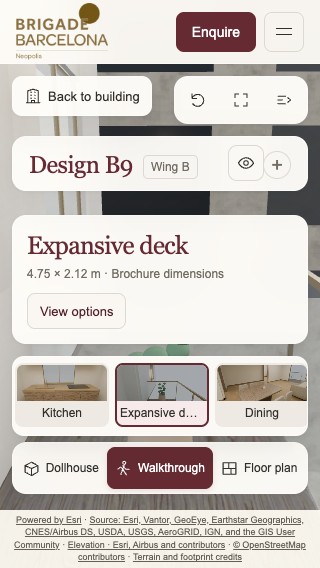 BRIGADE
BARCELONA
Neopolis
Enquire
Back to building
Design B9
Wing B
Expansive deck
4.75 × 2.12 m · Brochure dimensions
View options
Kitchen
Expansive d…
Dining
Dollhouse
Walkthrough
Floor plan
Powered by Esri · Source: Esri, Vantor, GeoEye, Earthstar Geographics,
CNES/Airbus DS, USDA, USGS, AeroGRID, IGN, and the GIS User
Community · Elevation · Esri, Airbus and contributors · © OpenStreetMap
contributors · Terrain and footprint credits